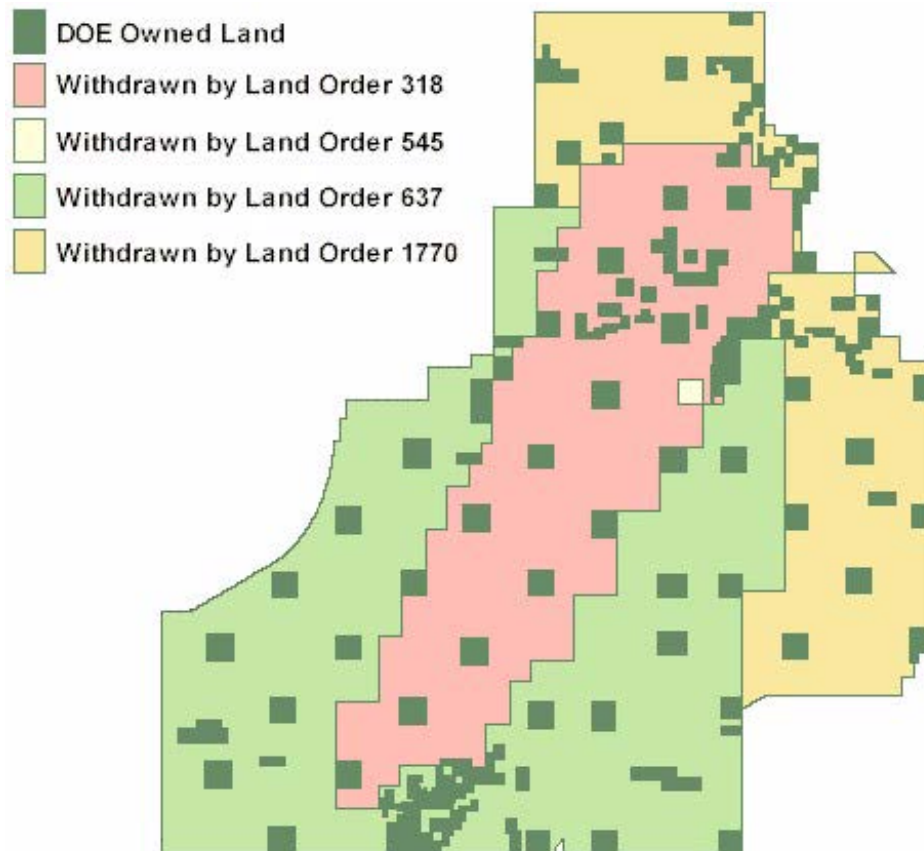 DOE Owned Land
Withdrawn by Land Order 318
Withdrawn by Land Order 545
Withdrawn by Land Order 637
Withdrawn by Land Order 1770